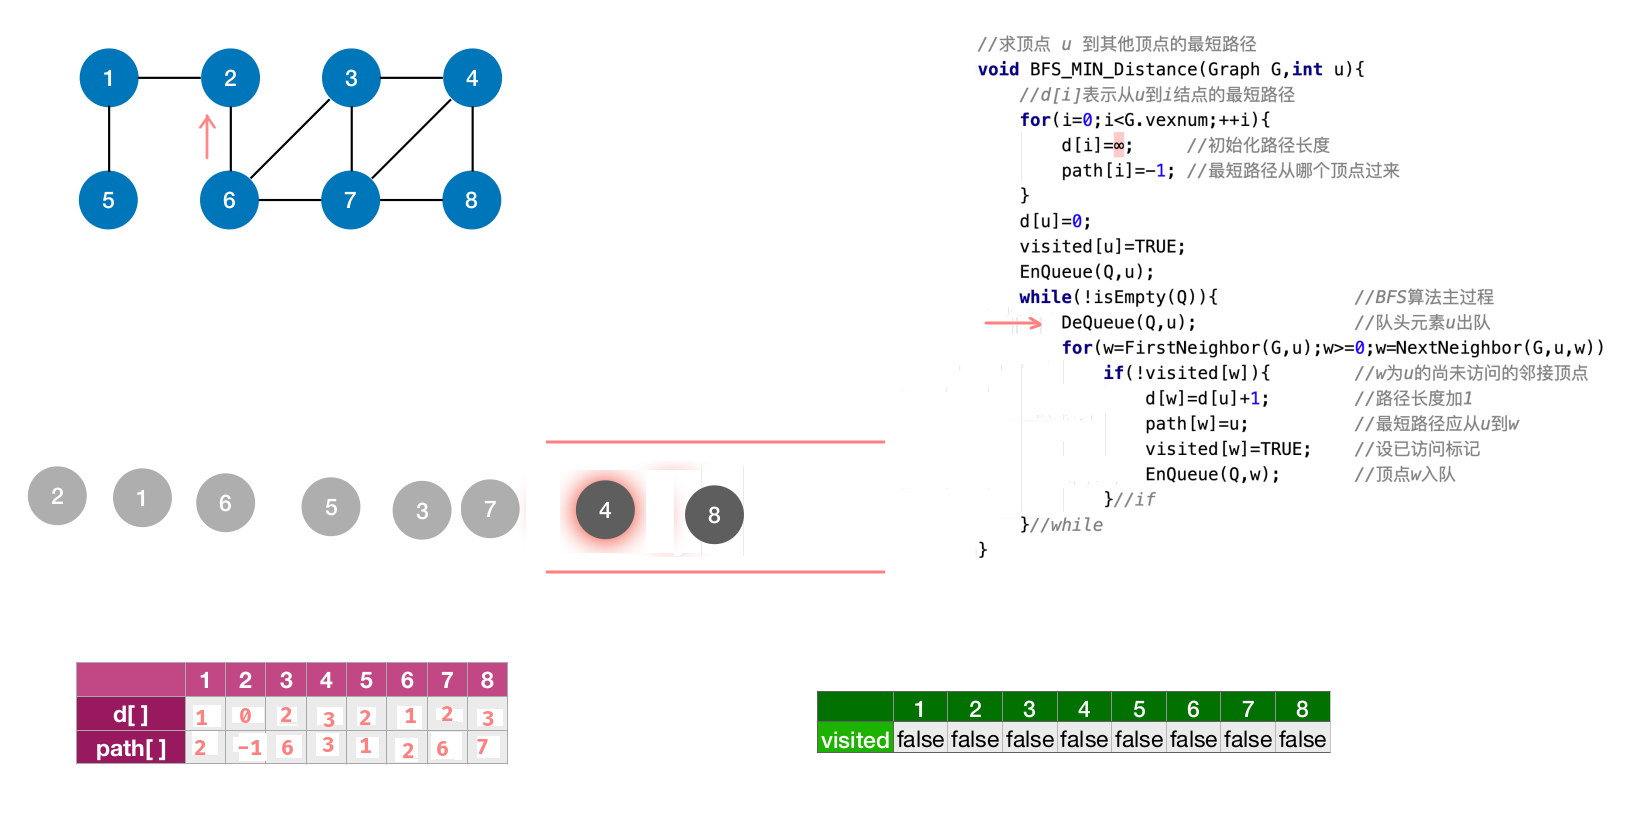 1 2 3 4
5 6 7 8
//求顶点 u 到其他顶点的最短路径
void BFS_MIN_Distance(Graph G,int u){
//d[i]表示从u到i结点的最短路径
for(i=0;i<G.vexnum;++i){
d[i]=∞; //初始化路径长度
path[i]=-1; //最短路径从哪个顶点过来
}
d[u]=0;
visited[u]=TRUE;
EnQueue(Q,u);
while(!isEmpty(Q)){ //BFS算法主过程
DeQueue(Q,u); //队头元素u出队
for(w=FirstNeighbor(G,u);w>=0;w=NextNeighbor(G,u,w))
if(!visited[w]){ //w为u的尚未访问的邻接顶点
d[w]=d[u]+1; //路径长度加1
path[w]=u; //最短路径应从u到w
visited[w]=TRUE; //设已访问标记
EnQueue(Q,w); //顶点w入队
}//if
}//while
}
2 1 6 5 3 7 4 8
1 2 3 4 5 6 7 8
d[ ] 1 0 2 3 2 1 2 3
path[ ] 2 -1 6 3 1 2 6 7
1 2 3 4 5 6 7 8
visited false false false false false false false false